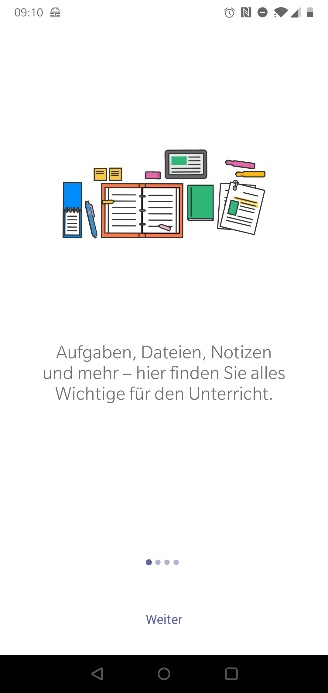 09:10
Aufgaben, Dateien, Notizen
und mehr – hier finden Sie alles
Wichtige für den Unterricht.
Weiter